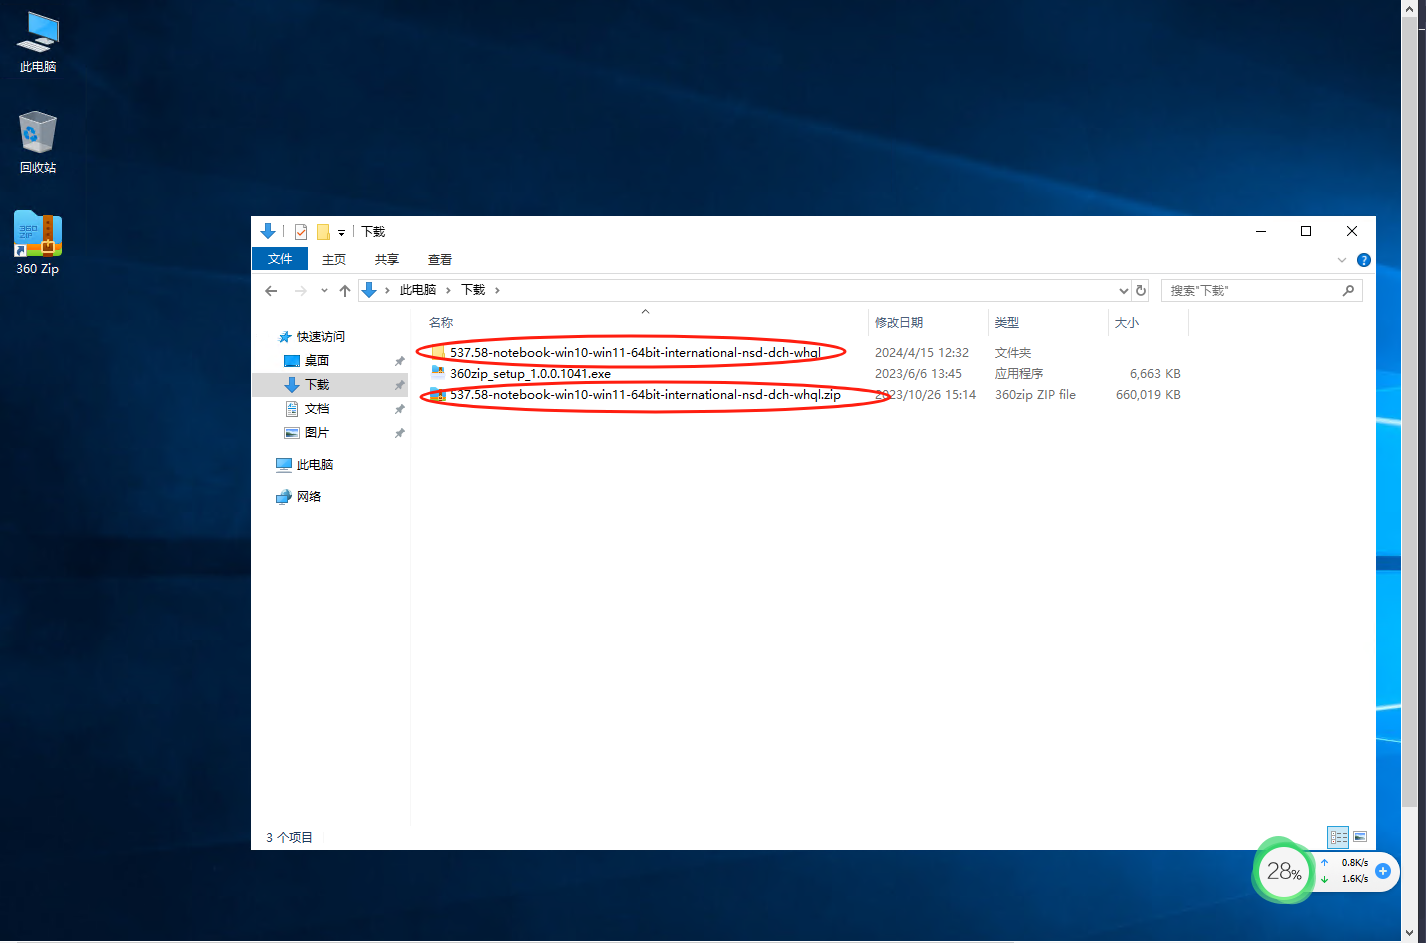 此电脑
回收站
360
ZIP
360 Zip
下载
文件 主页 共享 查看
此电脑 下载
搜索"下载"
名称 修改日期 类型 大小
快速访问
桌面
下载
文档
图片
此电脑
网络
537.58-notebook-win10-win11-64bit-international-nsd-dch-whql 2024/4/15 12:32 文件夹
360zip_setup_1.0.0.1041.exe 2023/6/6 13:45 应用程序 6,663 KB
537.58-notebook-win10-win11-64bit-international-nsd-dch-whql.zip 2023/10/26 15:14 360zip ZIP file 660,019 KB
3 个项目
28%
0.8K/s
1.6K/s